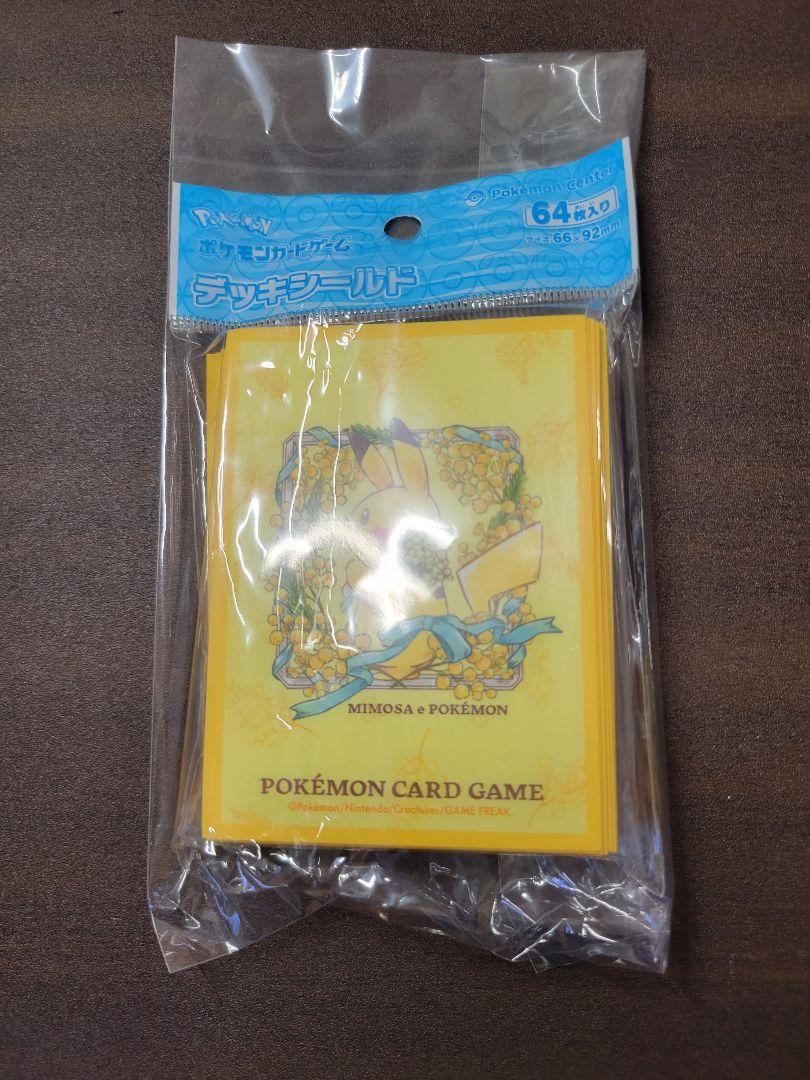 Pokémon Center
POKÉMON
64枚入り
ポケモンカードゲーム
サイズ 66×92mm
デッキシールド
MIMOSA e POKÉMON
POKÉMON CARD GAME
©Pokémon/Nintendo/Creatures/GAME FREAK.